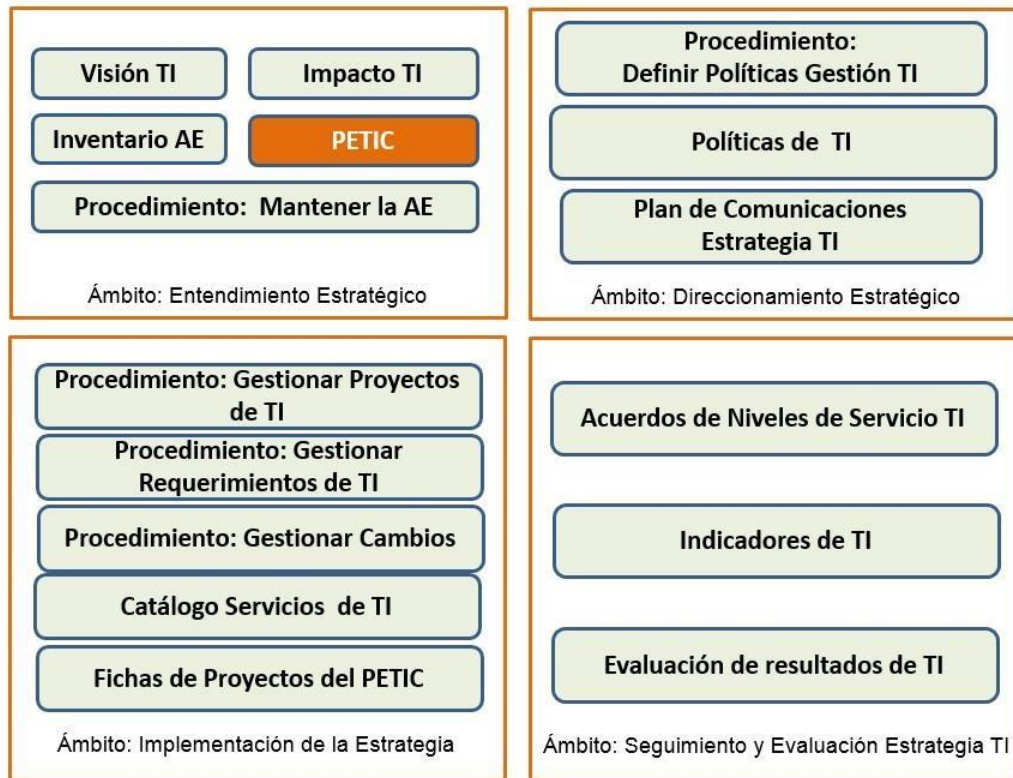 Visión TI
Impacto TI
Inventario AE
PETIC
Procedimiento:  Mantener la AE
Ámbito: Entendimiento Estratégico
Procedimiento:
Definir Políticas Gestión TI
Políticas de  TI
Plan de Comunicaciones
Estrategia TI
Ámbito: Direccionamiento Estratégico
Procedimiento: Gestionar Proyectos
de TI
Procedimiento: Gestionar
Requerimientos de TI
Procedimiento: Gestionar Cambios
Catálogo Servicios  de TI
Fichas de Proyectos del PETIC
Ámbito: Implementación de la Estrategia
Acuerdos de Niveles de Servicio TI
Indicadores de TI
Evaluación de resultados de TI
Ámbito: Seguimiento y Evaluación Estrategia TI